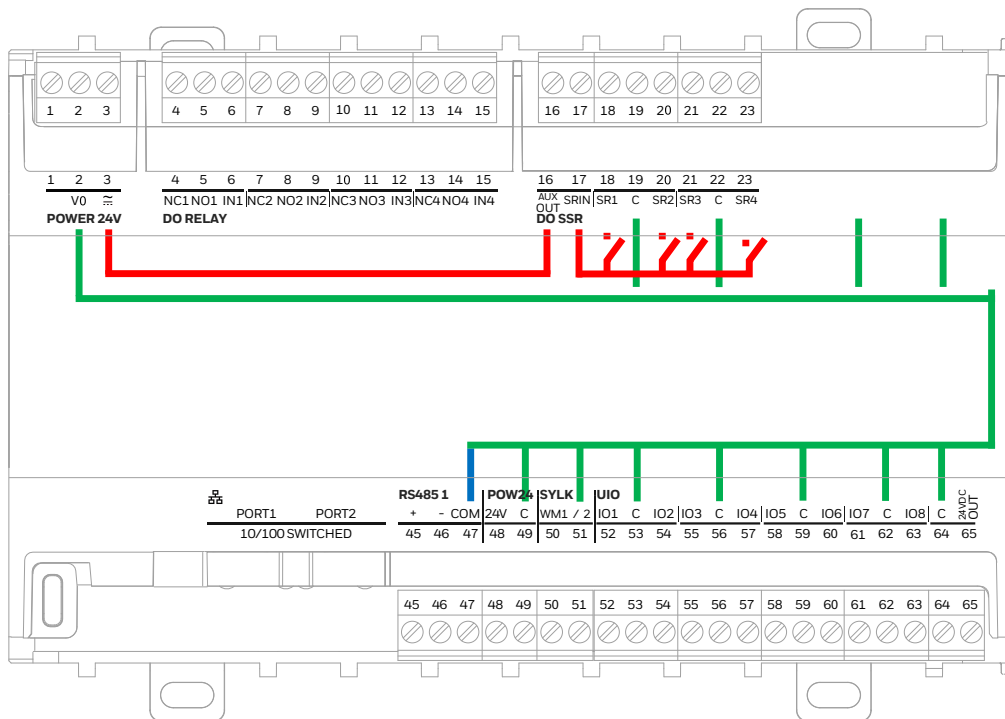 1 2 3 4 5 6 7 8 9 10 11 12 13 14 15 16 17 18 19 20 21 22 23
1 2 3 4 5 6 7 8 9 10 11 12 13 14 15 16 17 18 19 20 21 22 23
V0 ≂ NC1 NO1 IN1 NC2 NO2 IN2 NC3 NO3 IN3 NC4 NO4 IN4 AUX OUT SRIN SR1 C SR2 SR3 C SR4
POWER 24V DO RELAY DO SSR
RS485 1 POW24 SYLK UIO
PORT1 PORT2 + - COM 24V C WM1 / 2 IO1 C IO2 IO3 C IO4 IO5 C IO6 IO7 C IO8 C 24VDC OUT
10/100 SWITCHED 45 46 47 48 49 50 51 52 53 54 55 56 57 58 59 60 61 62 63 64 65
45 46 47 48 49 50 51 52 53 54 55 56 57 58 59 60 61 62 63 64 65